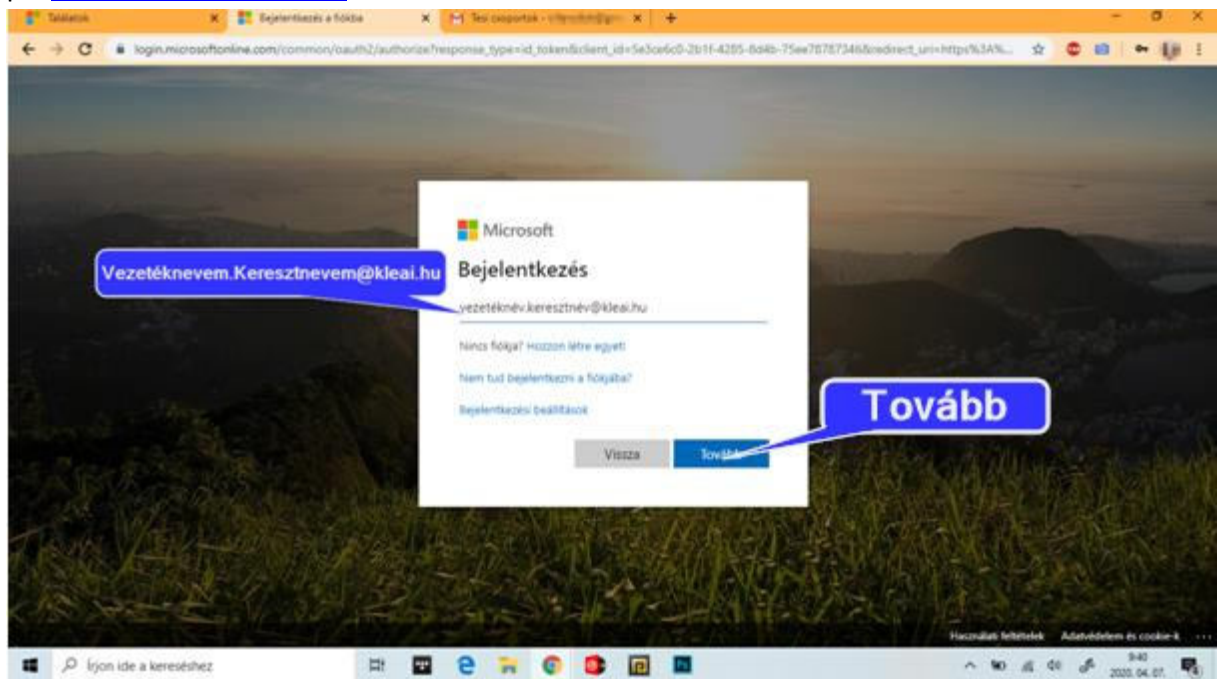 Találatok
Bejelentkezés a fiókba
Tesi csoportok -
login.microsoftonline.com/common/oauth2/authorize?response_type=id_token&client_id=5e3ce6c0-2b1f-4285-8d4b-75ee78787346&redirect_uri=https%3A%...
Microsoft
Vezetéknevem.Keresztnevem@kleai.hu
Bejelentkezés
vezetéknév.keresztnév@kleai.hu
Nincs fiókja? Hozzon létre egyet!
Nem tud bejelentkezni a fiókjába?
Bejelentkezési beállítások
Tovább
Vissza
Tovább
Használati feltételek Adatvédelem és cookie-k ...
Írjon ide a kereséshez
9:40
2020. 04. 07.